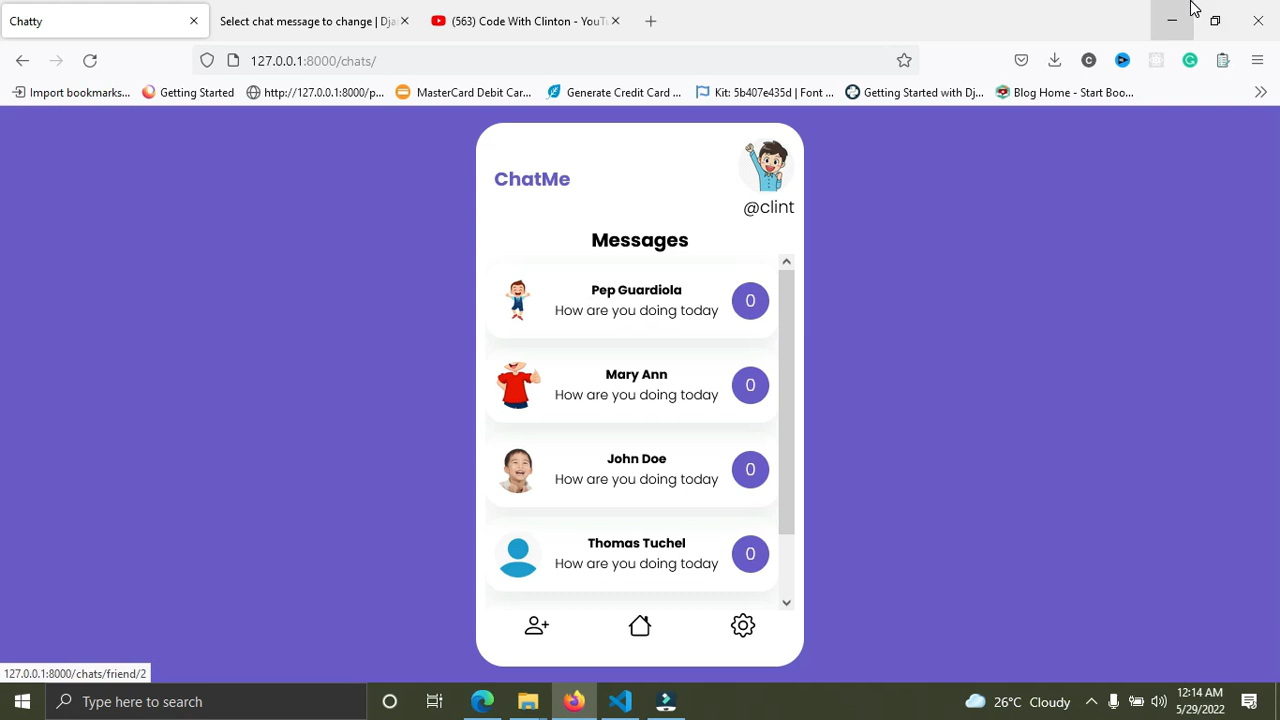 Chatty
Select chat message to change | Dja
(563) Code With Clinton - YouTu
127.0.0.1:8000/chats/
Import bookmarks...
Getting Started
http://127.0.0.1:8000/p...
MasterCard Debit Car...
Generate Credit Card ...
Kit: 5b407e435d | Font ...
Getting Started with Dj...
Blog Home - Start Boo...
ChatMe
@clint
Messages
Pep Guardiola
How are you doing today
0
Mary Ann
How are you doing today
0
John Doe
How are you doing today
0
Thomas Tuchel
How are you doing today
0
127.0.0.1:8000/chats/friend/2
Type here to search
26°C Cloudy
12:14 AM
5/29/2022